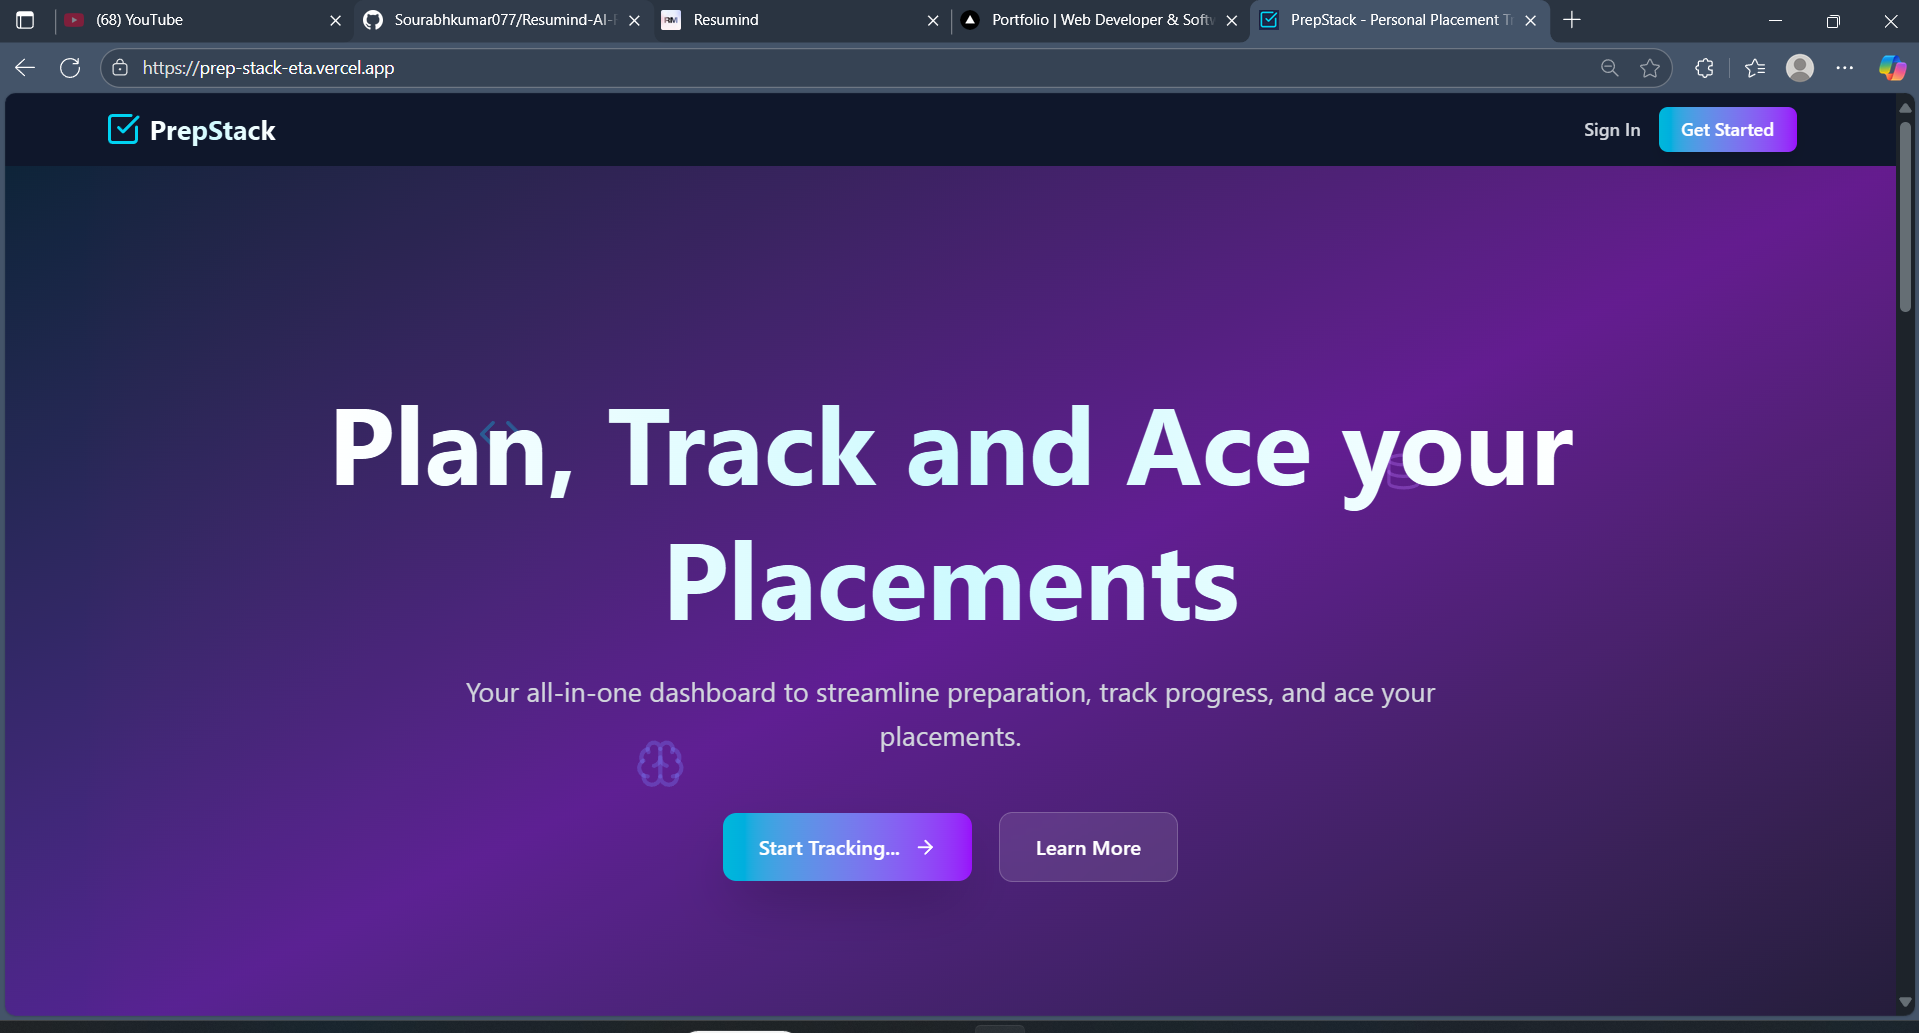 (68) YouTube
Sourabhkumar077/Resumind-AI-
RM
Resumind
Portfolio | Web Developer & Soft
PrepStack - Personal Placement T
https://prep-stack-eta.vercel.app
PrepStack
Sign In
Get Started
Plan, Track and Ace your
Placements
Your all-in-one dashboard to streamline preparation, track progress, and ace your
placements.
Start Tracking...
Learn More